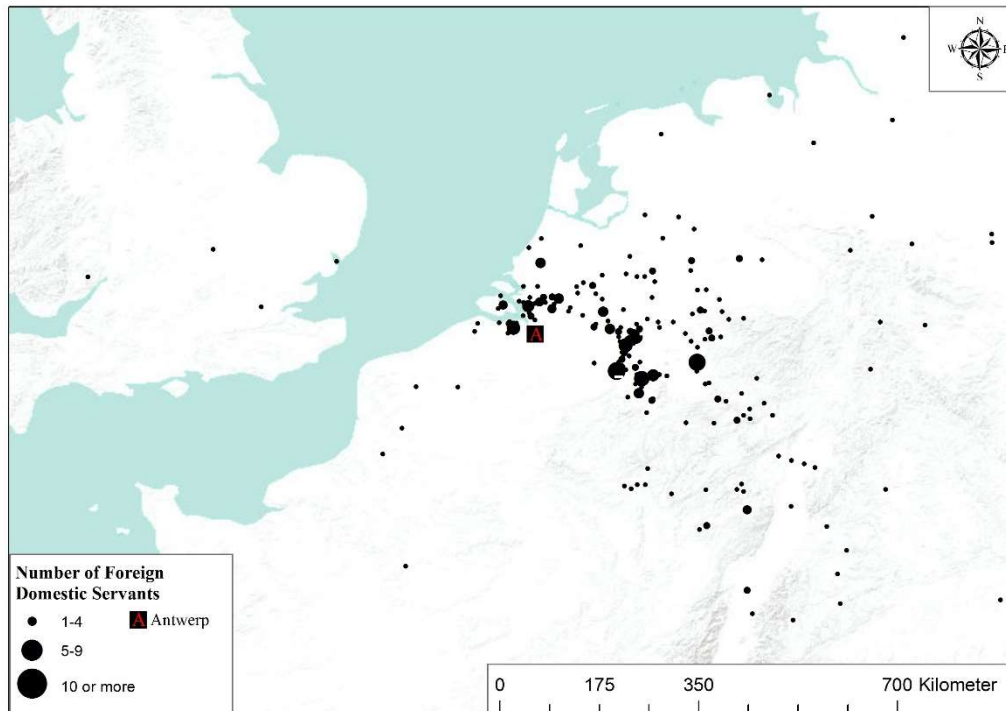 N
W E
S
A
Number of Foreign
Domestic Servants
1-4
A Antwerp
5-9
10 or more
0 175 350 700 Kilometer